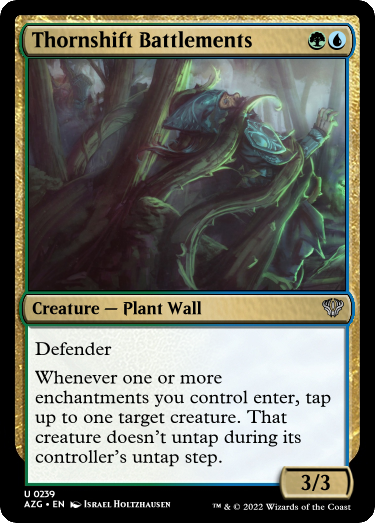 Thornshift Battlements
Creature — Plant Wall
Defender
Whenever one or more
enchantments you control enter, tap
up to one target creature. That
creature doesn't untap during its
controller's untap step.
3/3
U 0239
AZG • EN Israel Holtzhausen
™ & © 2022 Wizards of the Coast